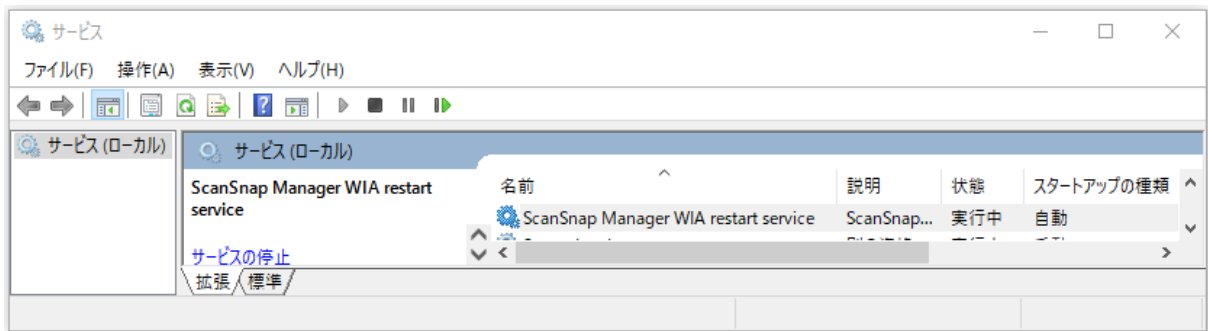 サービス
ファイル(F) 操作(A) 表示(V) ヘルプ(H)
サービス (ローカル)
サービス (ローカル)
ScanSnap Manager WIA restart
service
サービスの停止
名前 説明 状態 スタートアップの種類
ScanSnap Manager WIA restart service ScanSnap... 実行中 自動
拡張 標準